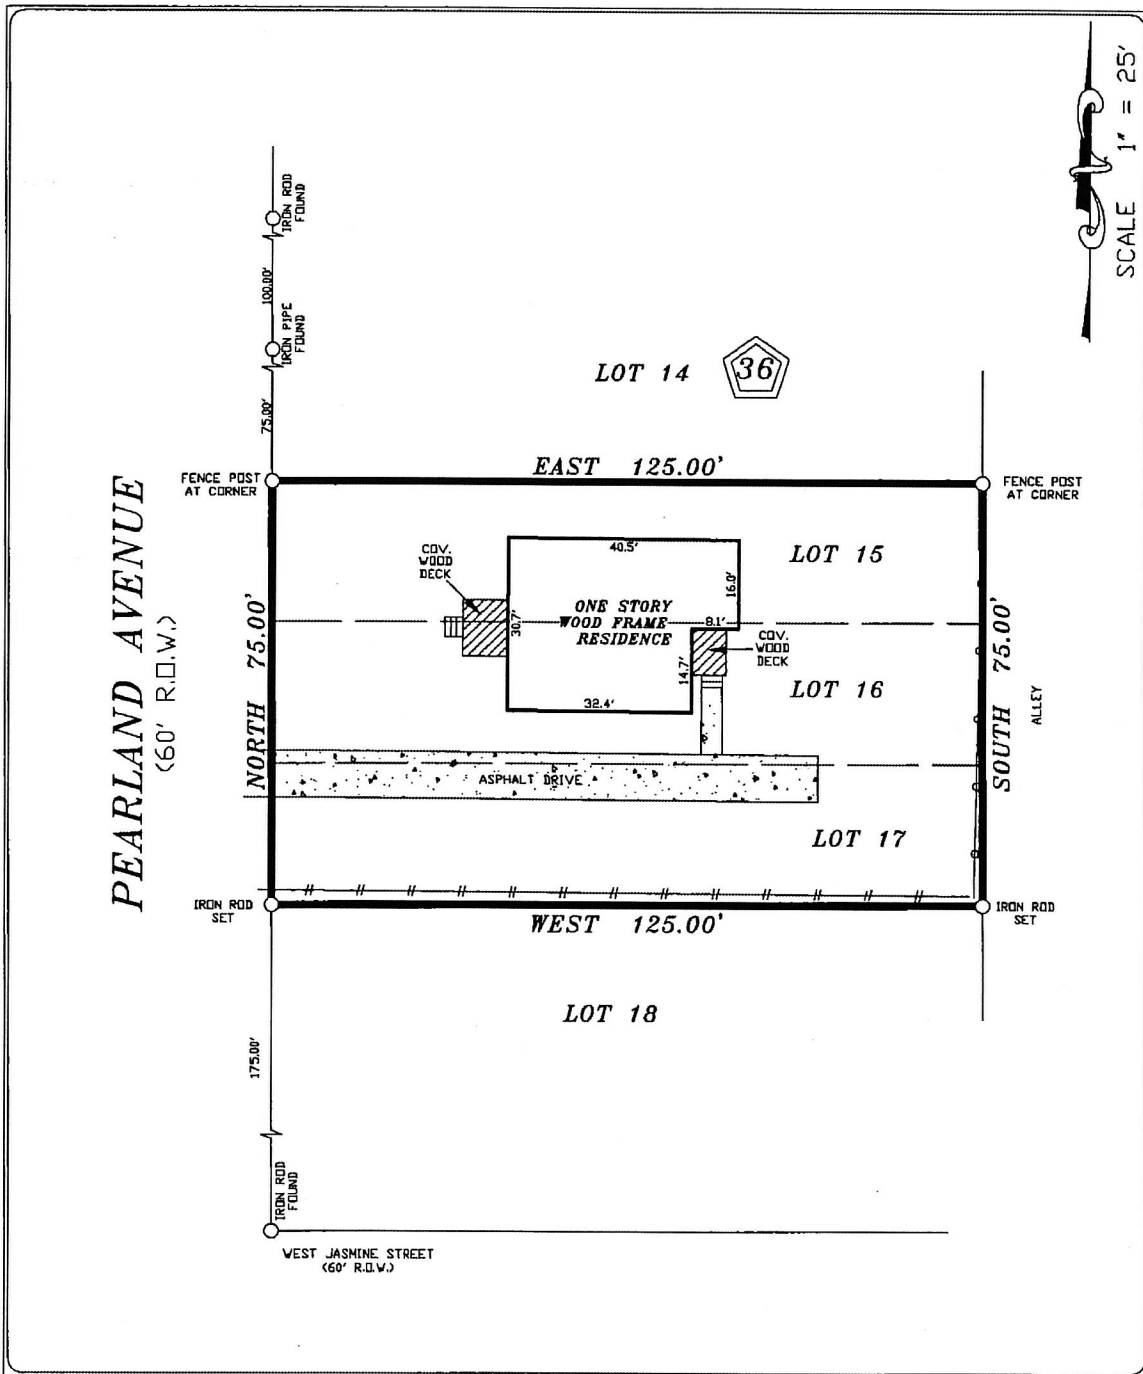 SCALE 1" = 25'
IRON ROD
FOUND
100.00'
IRON PIPE
FOUND
75.00'
LOT 14
36
EAST 125.00'
FENCE POST
AT CORNER
FENCE POST
AT CORNER
PEARLAND AVENUE
(60' R.O.W.)
NORTH 75.00'
COV.
WOOD
DECK
40.5'
LOT 15
16.0'
ONE STORY
WOOD FRAME
RESIDENCE
30.7'
8.1'
COV.
WOOD
DECK
14.7'
32.4'
LOT 16
SOUTH 75.00'
ALLEY
ASPHALT DRIVE
LOT 17
IRON ROD
SET
WEST 125.00'
IRON ROD
SET
LOT 18
175.00'
IRON ROD
FOUND
WEST JASMINE STREET
(60' R.O.W.)